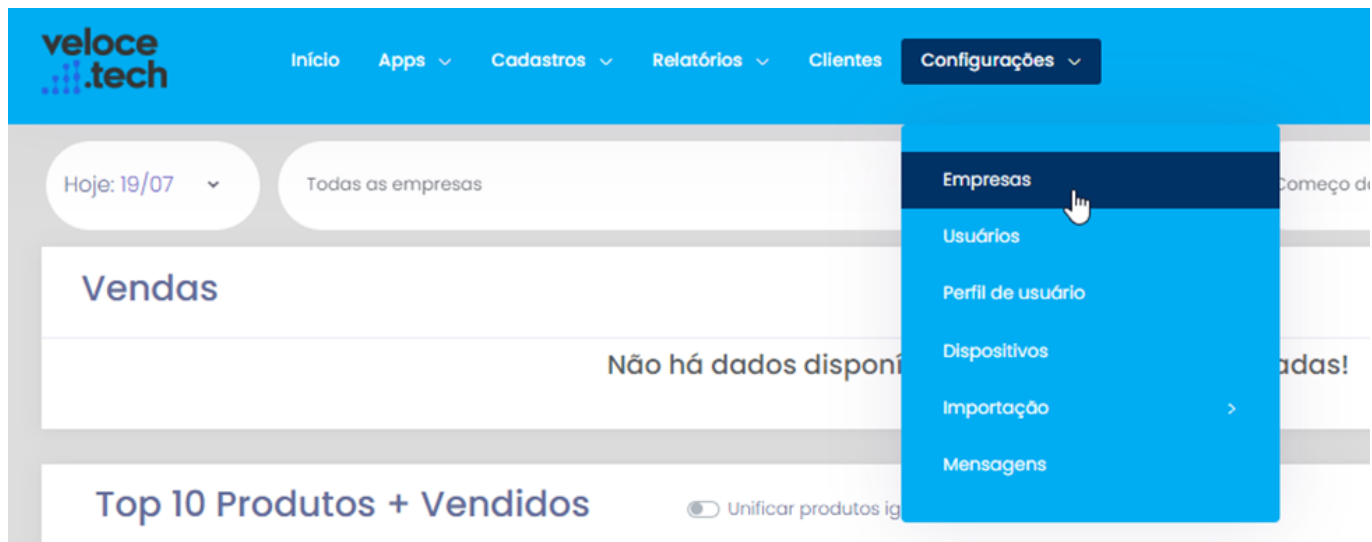 veloce
.tech
Início Apps Cadastros Relatórios Clientes Configurações
Hoje: 19/07 Todas as empresas Começo d
Empresas
Usuários
Perfil de usuário
Dispositivos
Importação
Mensagens
Vendas
Não há dados disponí adas!
Top 10 Produtos + Vendidos Unificar produtos ig